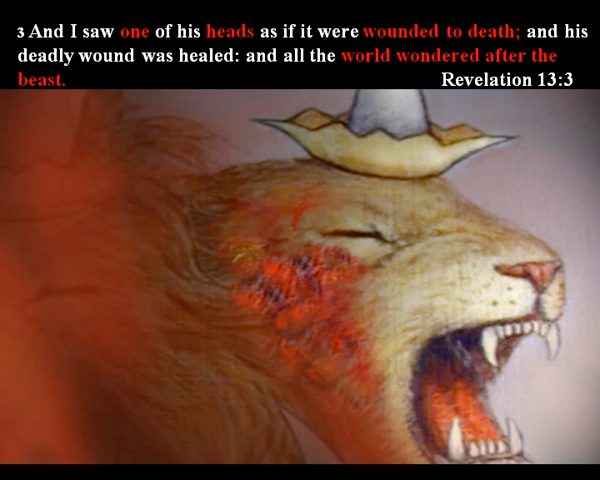 3 And I saw one of his heads as if it were wounded to death; and his
deadly wound was healed: and all the world wondered after the
beast. Revelation 13:3